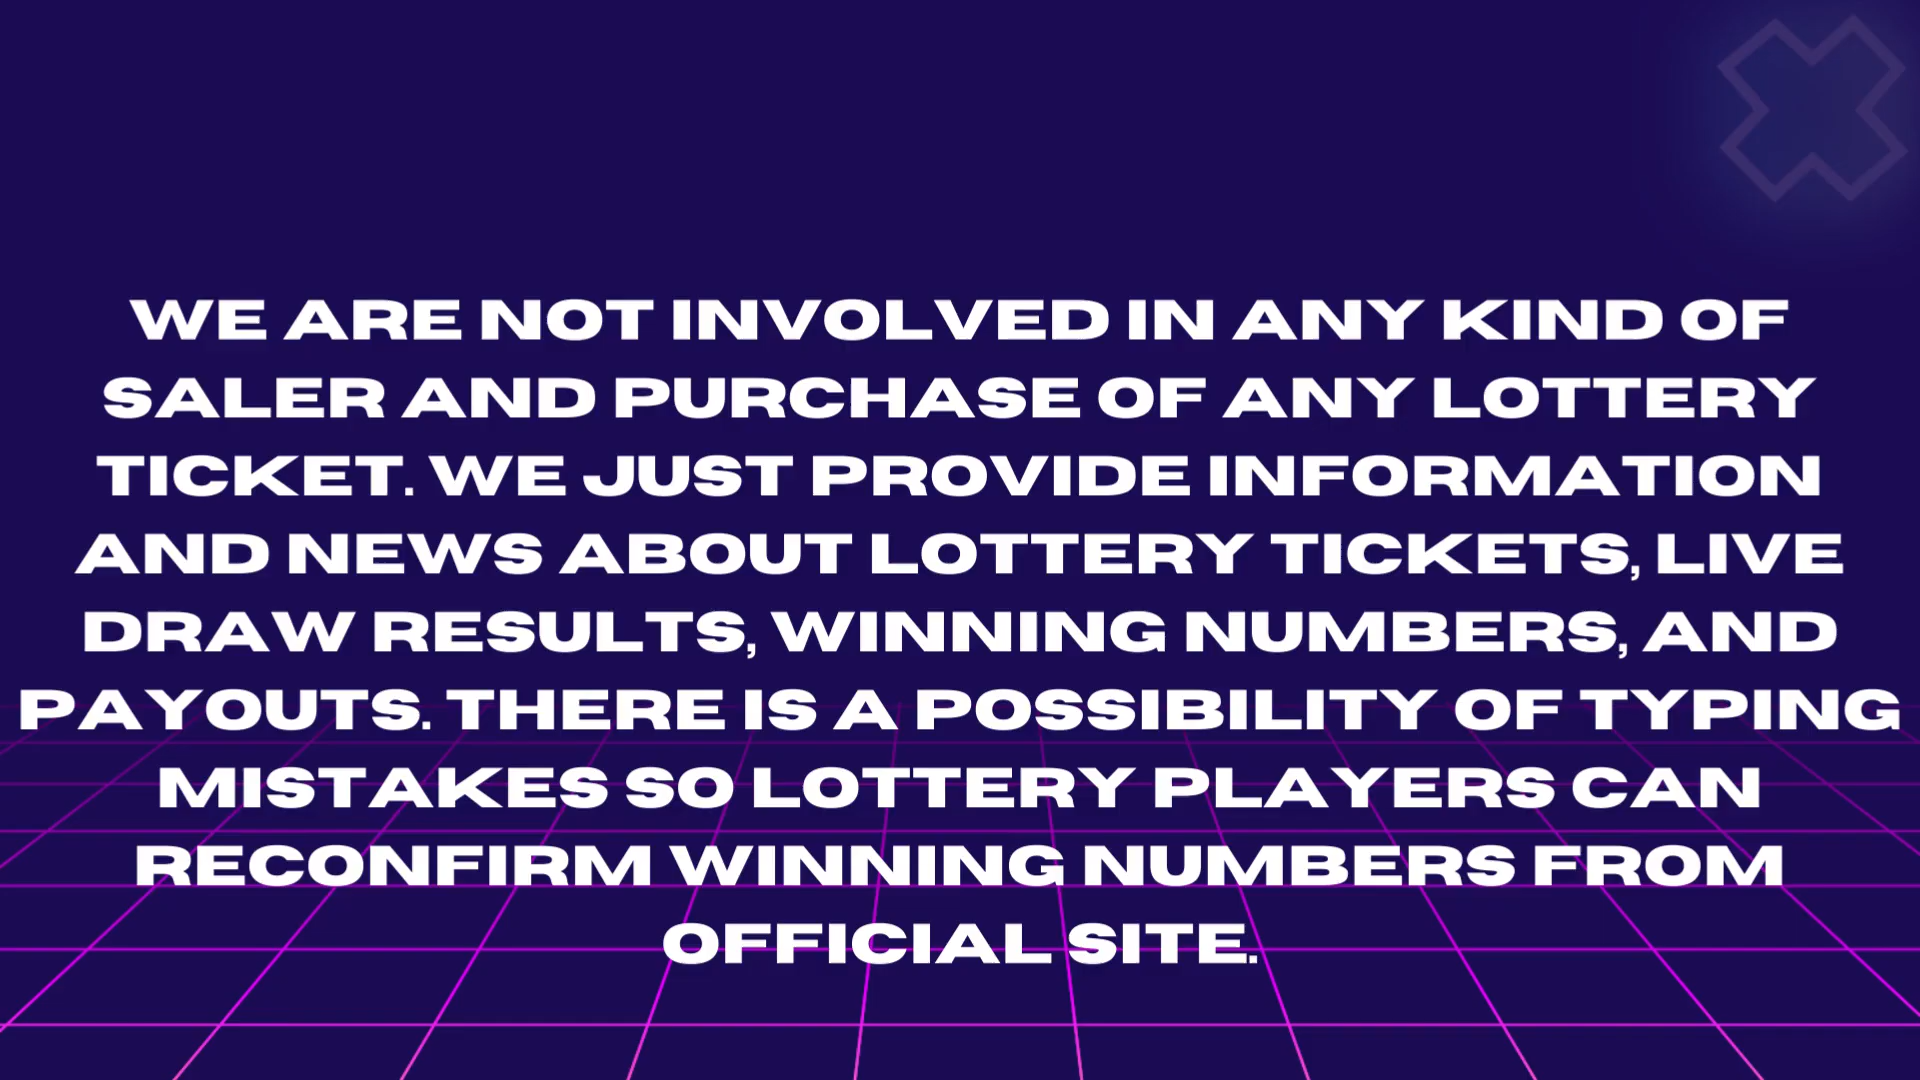 WE ARE NOT INVOLVED IN ANY KIND OF
SALER AND PURCHASE OF ANY LOTTERY
TICKET. WE JUST PROVIDE INFORMATION
AND NEWS ABOUT LOTTERY TICKETS, LIVE
DRAW RESULTS, WINNING NUMBERS, AND
PAYOUTS. THERE IS A POSSIBILITY OF TYPING
MISTAKES SO LOTTERY PLAYERS CAN
RECONFIRM WINNING NUMBERS FROM
OFFICIAL SITE.